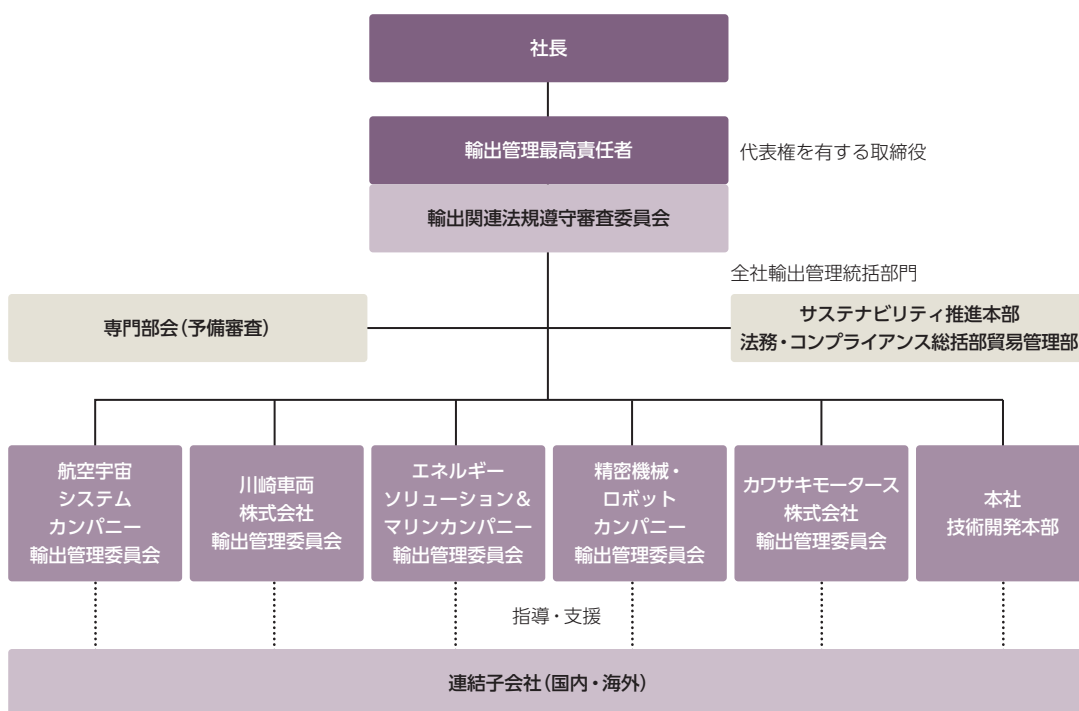 社長
輸出管理最高責任者
代表権を有する取締役
輸出関連法規遵守審査委員会
全社輸出管理統括部門
専門部会(予備審査)
サステナビリティ推進本部
法務・コンプライアンス総括部貿易管理部
航空宇宙
システム
カンパニー
輸出管理委員会
川崎車両
株式会社
輸出管理委員会
エネルギー
ソリューション&
マリンカンパニー
輸出管理委員会
精密機械・
ロボット
カンパニー
輸出管理委員会
カワサキモータース
株式会社
輸出管理委員会
本社
技術開発本部
指導・支援
連結子会社(国内・海外)